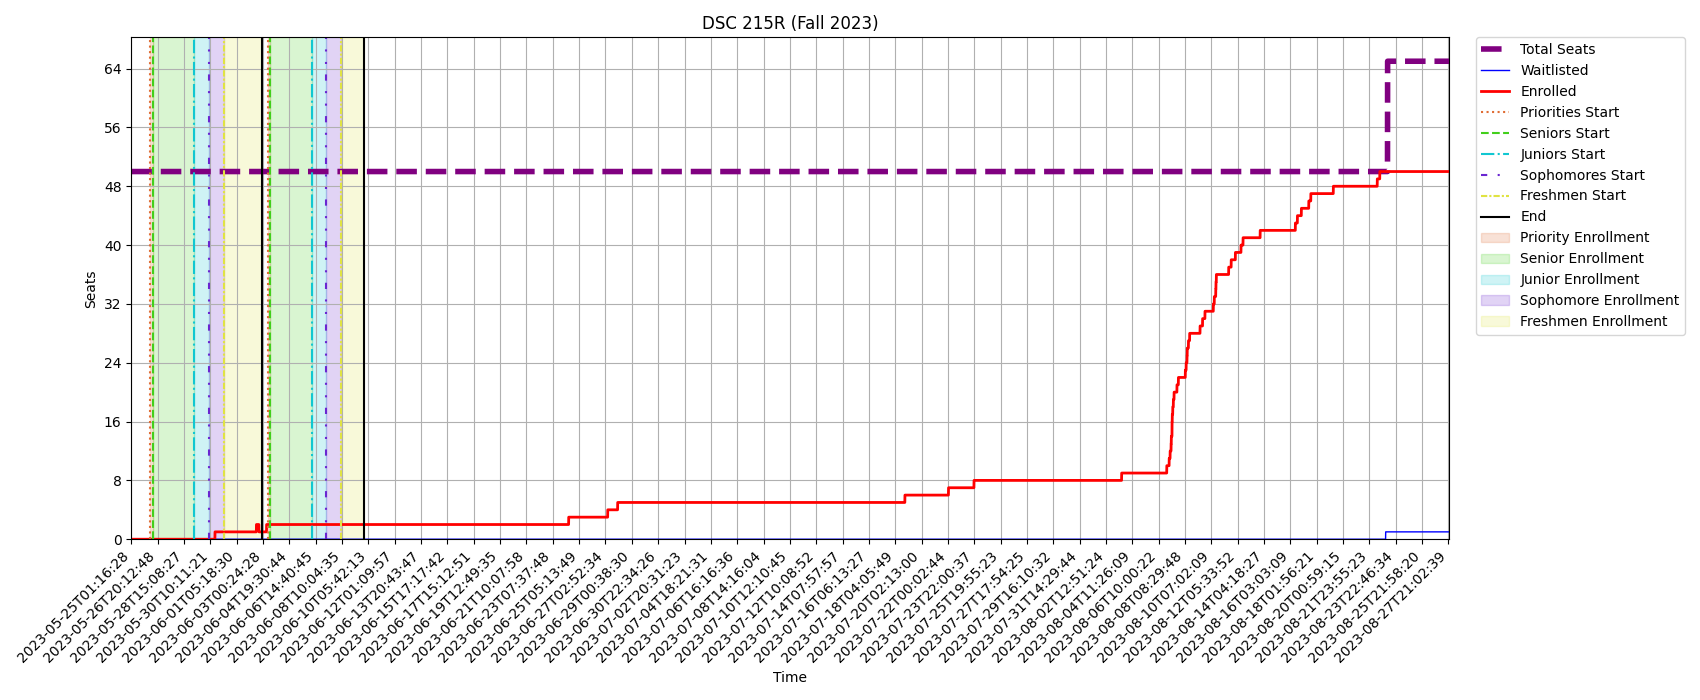 DSC 215R (Fall 2023)
Seats
64
56
48
40
32
24
16
8
0
2023-05-25T01:16:28
2023-05-26T20:12:48
2023-05-28T15:08:27
2023-05-30T10:11:21
2023-06-01T05:18:30
2023-06-03T00:24:28
2023-06-04T19:30:44
2023-06-06T14:40:45
2023-06-08T10:04:35
2023-06-10T05:42:13
2023-06-12T01:09:57
2023-06-13T20:43:47
2023-06-15T17:17:42
2023-06-17T15:12:51
2023-06-19T12:49:35
2023-06-21T10:07:58
2023-06-23T07:37:48
2023-06-25T05:13:49
2023-06-27T02:52:34
2023-06-29T00:38:30
2023-06-30T22:34:26
2023-07-02T20:31:23
2023-07-04T18:21:31
2023-07-06T16:16:36
2023-07-08T14:16:04
2023-07-10T12:10:45
2023-07-12T10:08:52
2023-07-14T07:57:57
2023-07-16T06:13:27
2023-07-18T04:05:49
2023-07-20T02:13:00
2023-07-22T00:02:44
2023-07-23T22:00:37
2023-07-25T19:55:23
2023-07-27T17:54:25
2023-07-29T16:10:32
2023-07-31T14:29:44
2023-08-02T12:51:24
2023-08-04T11:26:09
2023-08-06T10:00:22
2023-08-08T08:29:48
2023-08-10T07:02:09
2023-08-12T05:33:52
2023-08-14T04:18:27
2023-08-16T03:03:09
2023-08-18T01:56:21
2023-08-20T00:59:15
2023-08-21T23:55:23
2023-08-23T22:46:34
2023-08-25T21:58:20
2023-08-27T21:02:39
Time
Total Seats
Waitlisted
Enrolled
Priorities Start
Seniors Start
Juniors Start
Sophomores Start
Freshmen Start
End
Priority Enrollment
Senior Enrollment
Junior Enrollment
Sophomore Enrollment
Freshmen Enrollment